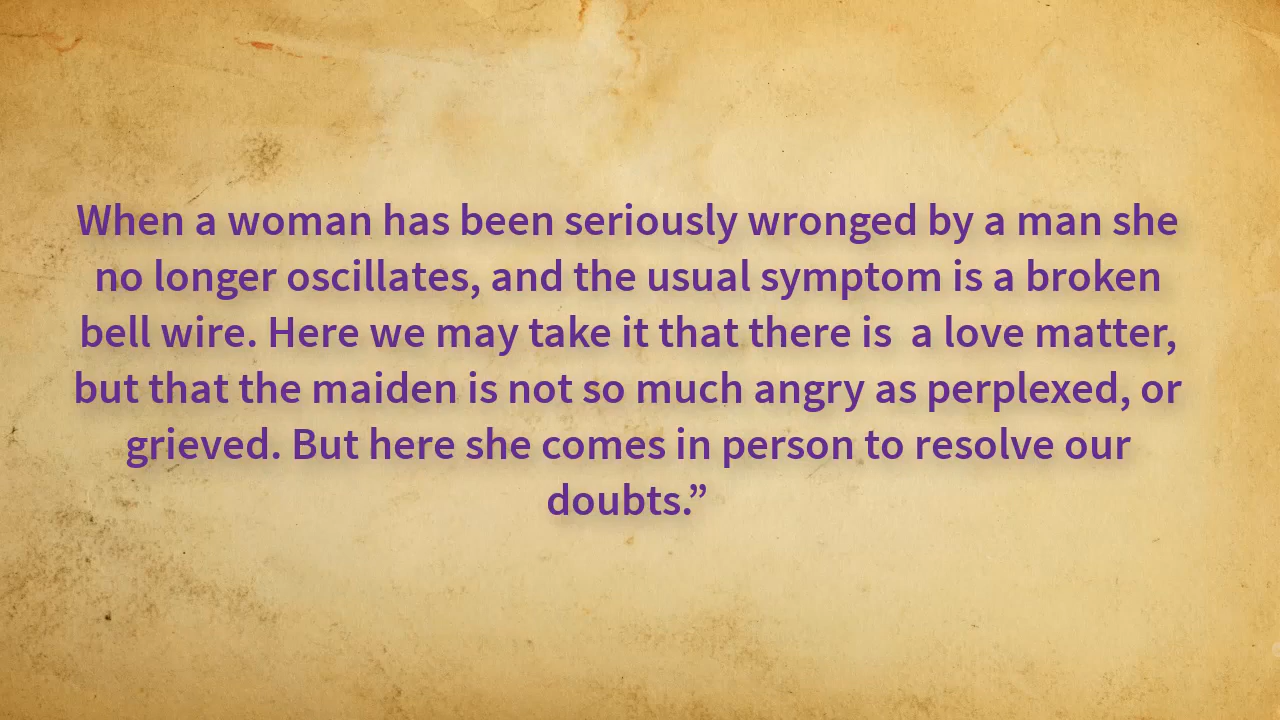 When a woman has been seriously wronged by a man she
no longer oscillates, and the usual symptom is a broken
bell wire. Here we may take it that there is  a love matter,
but that the maiden is not so much angry as perplexed, or
grieved. But here she comes in person to resolve our
doubts.”